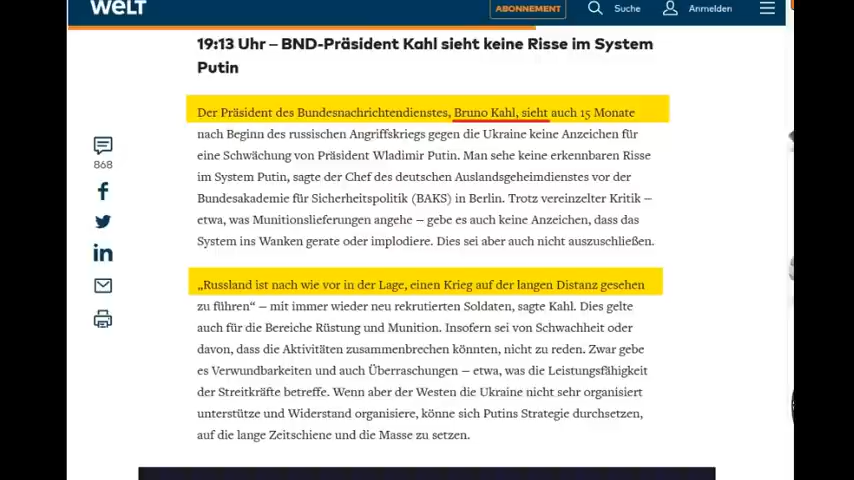 WELT
ABONNEMENT
Suche
Anmelden
19:13 Uhr – BND-Präsident Kahl sieht keine Risse im System
Putin
Der Präsident des Bundesnachrichtendienstes, Bruno Kahl, sieht auch 15 Monate
nach Beginn des russischen Angriffskriegs gegen die Ukraine keine Anzeichen für
eine Schwächung von Präsident Wladimir Putin. Man sehe keine erkennbaren Risse
im System Putin, sagte der Chef des deutschen Auslandsgeheimdienstes vor der
Bundesakademie für Sicherheitspolitik (BAKS) in Berlin. Trotz vereinzelter Kritik –
etwa, was Munitionslieferungen angehe – gebe es auch keine Anzeichen, dass das
System ins Wanken gerate oder implodiere. Dies sei aber auch nicht auszuschließen.
868
„Russland ist nach wie vor in der Lage, einen Krieg auf der langen Distanz gesehen
zu führen“ – mit immer wieder neu rekrutierten Soldaten, sagte Kahl. Dies gelte
auch für die Bereiche Rüstung und Munition. Insofern sei von Schwachheit oder
davon, dass die Aktivitäten zusammenbrechen könnten, nicht zu reden. Zwar gebe
es Verwundbarkeiten und auch Überraschungen – etwa, was die Leistungsfähigkeit
der Streitkräfte betreffe. Wenn aber der Westen die Ukraine nicht sehr organisiert
unterstütze und Widerstand organisiere, könne sich Putins Strategie durchsetzen,
auf die lange Zeitschiene und die Masse zu setzen.